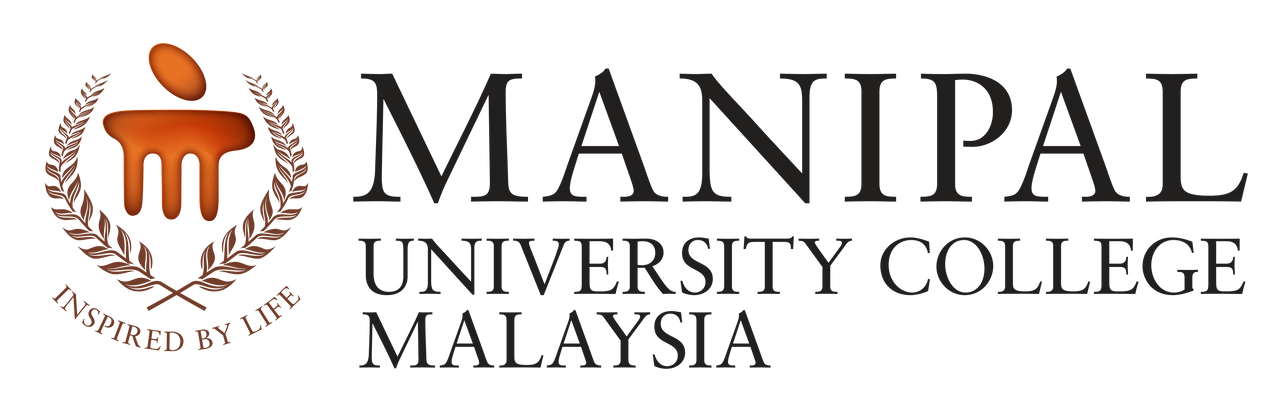 INSPIRED BY LIFE
MANIPAL
UNIVERSITY COLLEGE
MALAYSIA